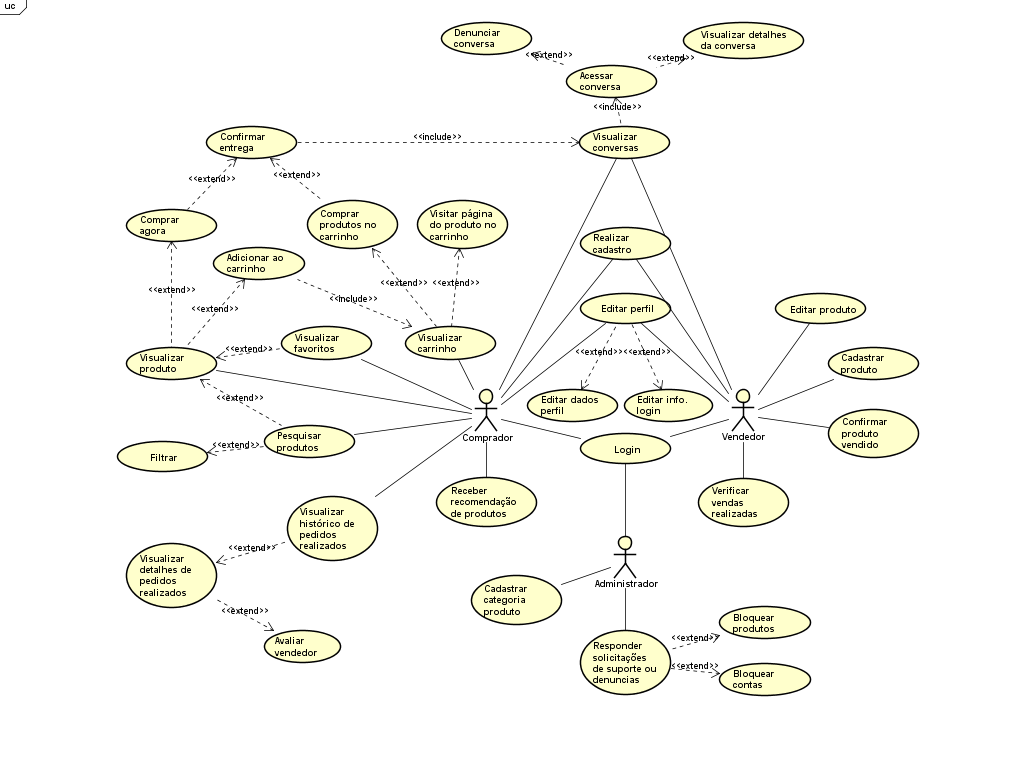 uc
Denunciar
conversa
Visualizar detalhes
da conversa
<<extend>>
<<extend>>
Acessar
conversa
<<include>>
Confirmar
entrega
<<include>>
Visualizar
conversas
<<extend>>
<<extend>>
Comprar
agora
Comprar
produtos no
carrinho
Visitar página
do produto no
carrinho
Realizar
cadastro
Adicionar ao
carrinho
<<extend>>
<<extend>>
<<extend>>
<<include>>
<<extend>>
Editar perfil
Editar produto
Visualizar
produto
<<extend>>
Visualizar
favoritos
Visualizar
carrinho
<<extend>>
<<extend>>
Cadastrar
produto
<<extend>>
Editar dados
perfil
Editar info.
login
Comprador
Vendedor
Confirmar
produto
vendido
Filtrar
<<extend>>
Pesquisar
produtos
Login
Receber
recomendação
de produtos
Verificar
vendas
realizadas
Visualizar
histórico de
pedidos
realizados
<<extend>>
Visualizar
detalhes de
pedidos
realizados
Administrador
Cadastrar
categoria
produto
<<extend>>
Avaliar
vendedor
Responder
solicitações
de suporte ou
denuncias
<<extend>>
Bloquear
produtos
<<extend>>
Bloquear
contas